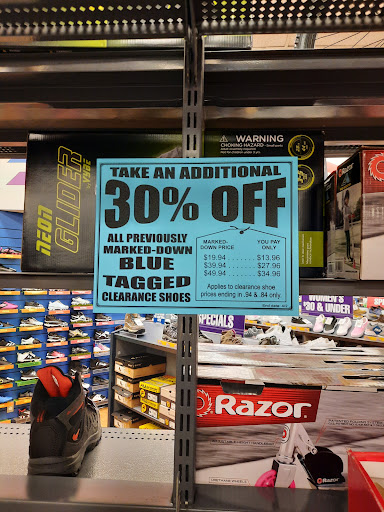 WARNING
CHOKING HAZARD
NEON
GLIDER
TAKE AN ADDITIONAL
30% OFF
ALL PREVIOUSLY
MARKED-DOWN
BLUE
TAGGED
CLEARANCE SHOES
MARKED-
DOWN PRICE
YOU PAY
ONLY
$19.94 ........ $13.96
$39.94 ........ $27.96
$49.94 ........ $34.96
Applies to clearance shoe
prices ending in .94 & .84 only.
WOMEN'S
$30 & UNDER
SPECIALS
Razor
Razor